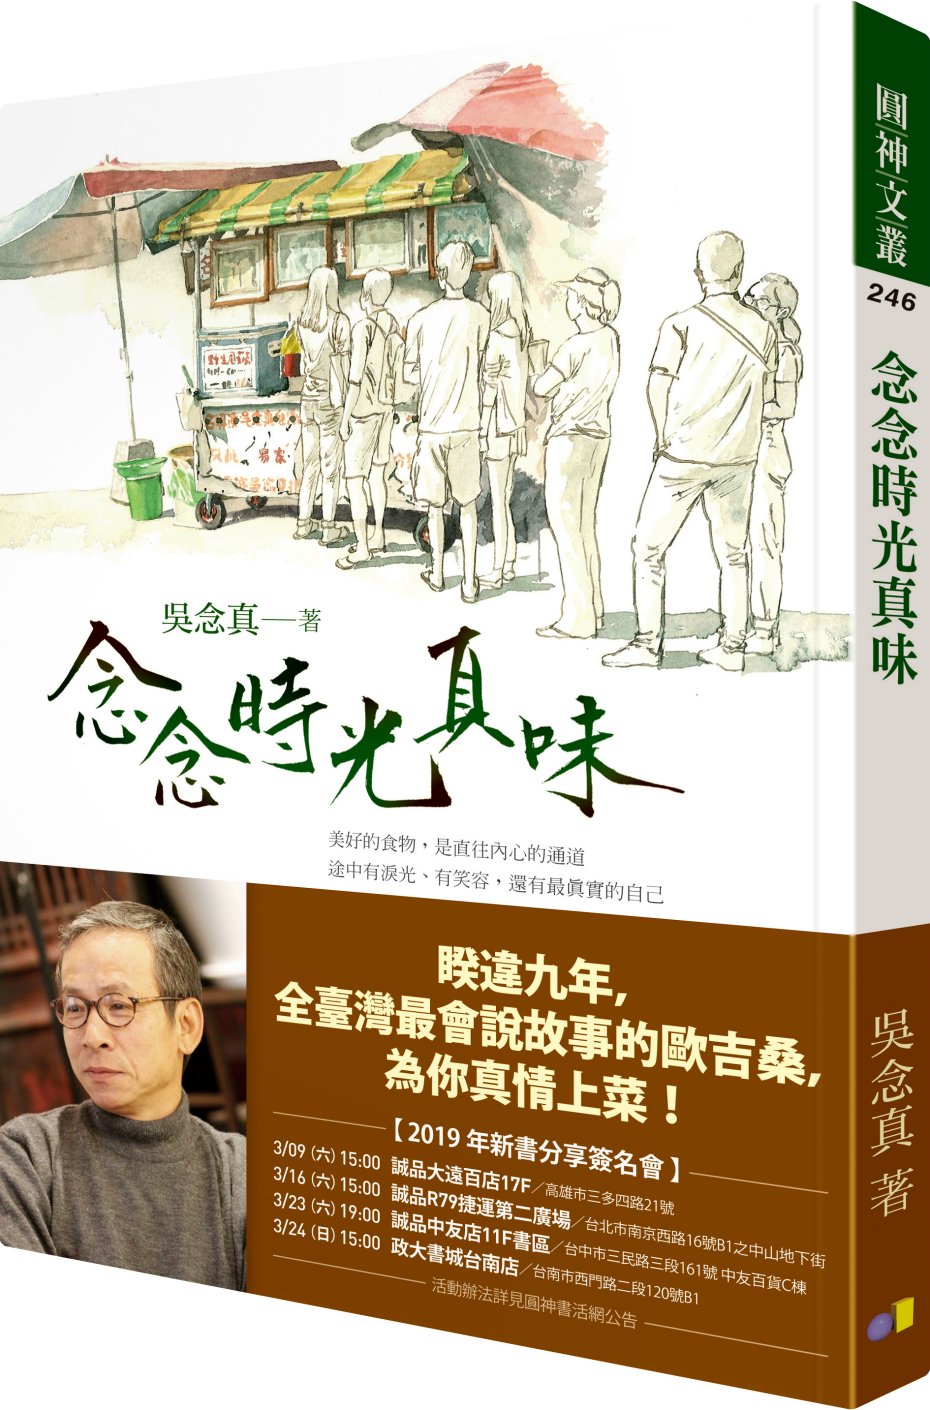 圓神文叢
246
念念時光真味
吳念真 著
野生
吳念真—著
念念時光真味
美好的食物，是直往內心的通道
途中有淚光、有笑容，還有最真實的自己
睽違九年，
全臺灣最會說故事的歐吉桑，
為你真情上菜！
【2019 年新書分享簽名會】
3/09（六）15:00 誠品大遠百店17F／高雄市三多四路21號
3/16（六）15:00 誠品R79捷運第二廣場／台北市南京西路16號B1之中山地下街
3/23（六）19:00 誠品中友店11F書區／台中市三民路三段161號 中友百貨C棟
3/24（日）15:00 政大書城台南店／台南市西門路二段120號B1
活動辦法詳見圓神書活網公告